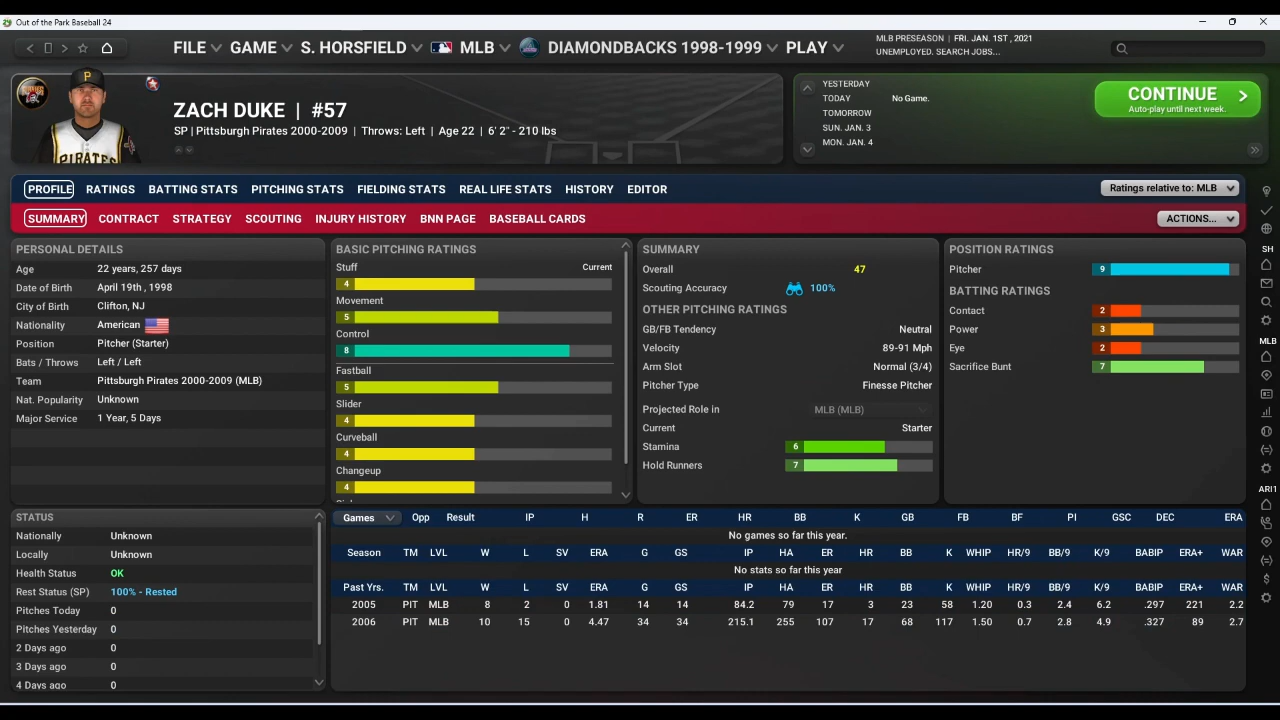 Out of the Park Baseball 24
FILE GAME S. HORSFIELD MLB DIAMONDBACKS 1998-1999 PLAY
MLB PRESEASON | FRI. JAN. 1ST , 2021
UNEMPLOYED. SEARCH JOBS...
P
PIRATES
ZACH DUKE | #57
SP | Pittsburgh Pirates 2000-2009 | Throws: Left | Age 22 | 6' 2" - 210 lbs
YESTERDAY
TODAY No Game.
TOMORROW
SUN. JAN. 3
MON. JAN. 4
CONTINUE
Auto-play until next week.
PROFILE RATINGS BATTING STATS PITCHING STATS FIELDING STATS REAL LIFE STATS HISTORY EDITOR
Ratings relative to: MLB
SUMMARY CONTRACT STRATEGY SCOUTING INJURY HISTORY BNN PAGE BASEBALL CARDS
ACTIONS...
PERSONAL DETAILS
Age 22 years, 257 days
Date of Birth April 19th , 1998
City of Birth Clifton, NJ
Nationality American
Position Pitcher (Starter)
Bats / Throws Left / Left
Team Pittsburgh Pirates 2000-2009 (MLB)
Nat. Popularity Unknown
Major Service 1 Year, 5 Days
BASIC PITCHING RATINGS
Stuff Current
4
Movement
5
Control
8
Fastball
5
Slider
4
Curveball
4
Changeup
4
SUMMARY
Overall 47
Scouting Accuracy 100%
OTHER PITCHING RATINGS
GB/FB Tendency Neutral
Velocity 89-91 Mph
Arm Slot Normal (3/4)
Pitcher Type Finesse Pitcher
Projected Role in MLB (MLB)
Current Starter
Stamina 6
Hold Runners 7
POSITION RATINGS
Pitcher 9
BATTING RATINGS
Contact 2
Power 3
Eye 2
Sacrifice Bunt 7
SH
MLB
ARI1
STATUS
Nationally Unknown
Locally Unknown
Health Status OK
Rest Status (SP) 100% - Rested
Pitches Today 0
Pitches Yesterday 0
2 Days ago 0
3 Days ago 0
4 Days ago 0
Games Opp Result IP H R ER HR BB K GB FB BF PI GSC DEC ERA
No games so far this year.
Season TM LVL W L SV ERA G GS IP HA ER HR BB K WHIP HR/9 BB/9 K/9 BABIP ERA+ WAR
No stats so far this year
Past Yrs. TM LVL W L SV ERA G GS IP HA ER HR BB K WHIP HR/9 BB/9 K/9 BABIP ERA+ WAR
2005 PIT MLB 8 2 0 1.81 14 14 84.2 79 17 3 23 58 1.20 0.3 2.4 6.2 .297 221 2.2
2006 PIT MLB 10 15 0 4.47 34 34 215.1 255 107 17 68 117 1.50 0.7 2.8 4.9 .327 89 2.7